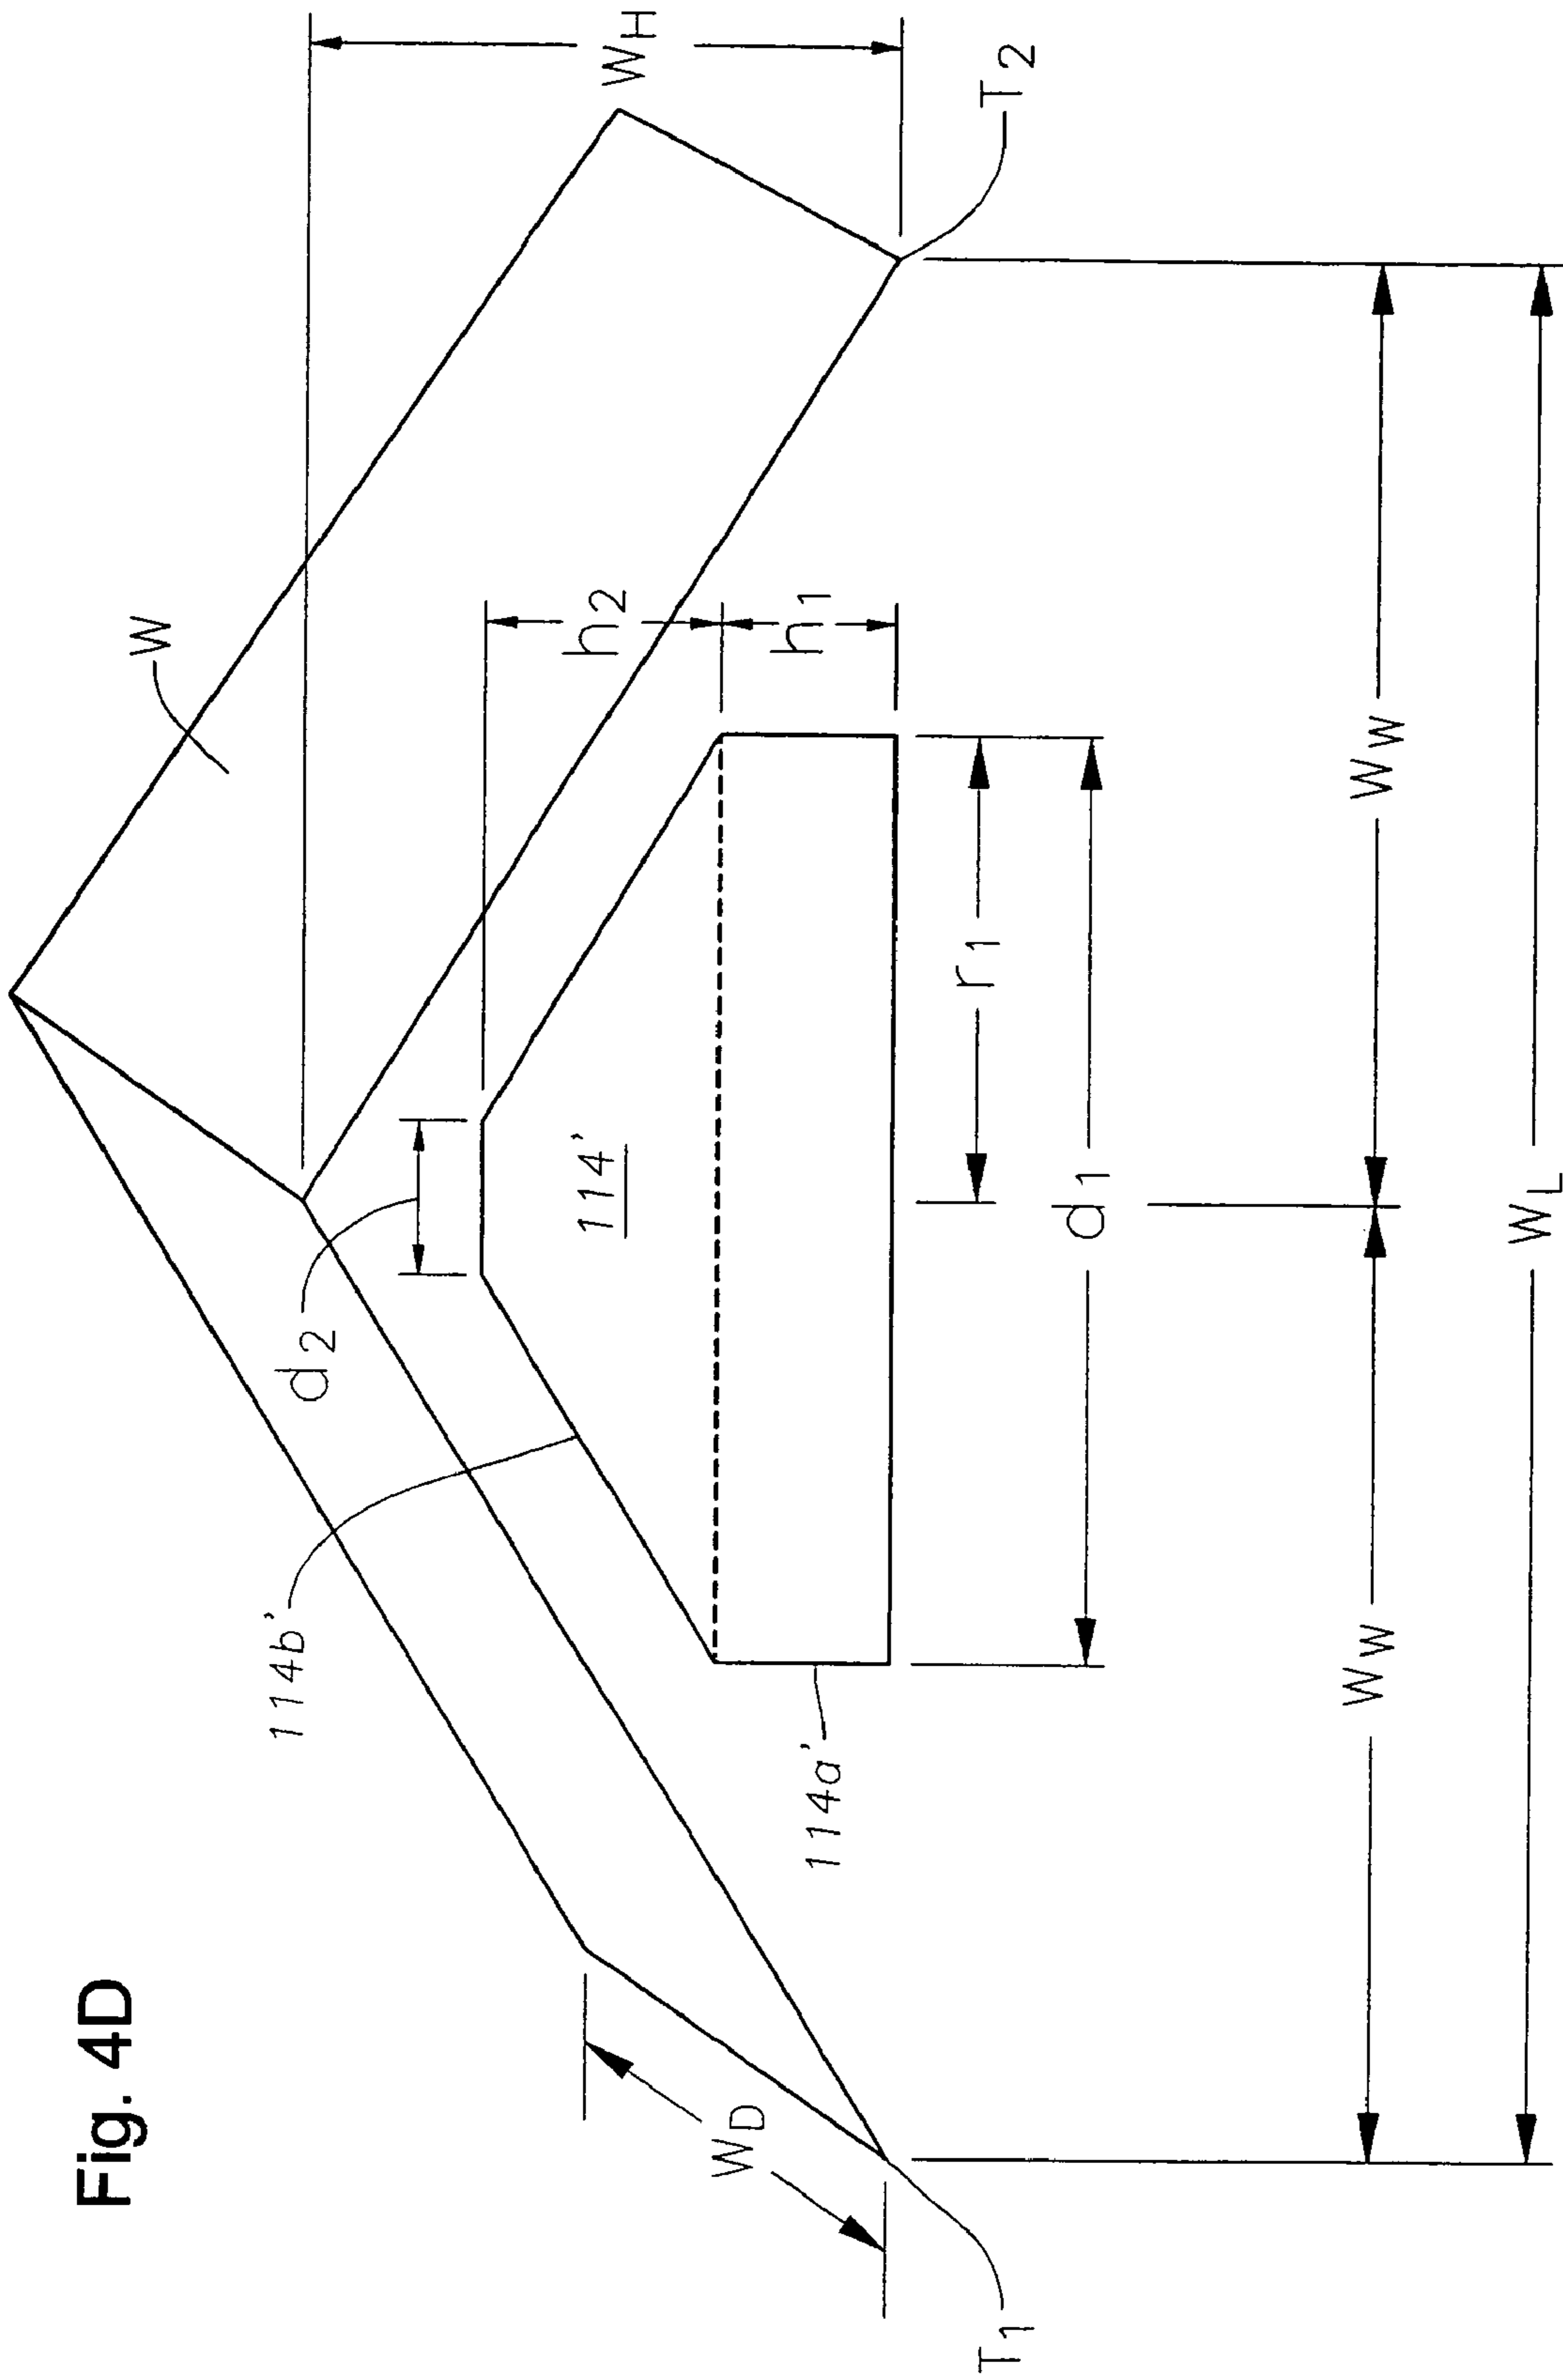 Fig. 4D
W
W_H
T_2
d_2
h_2
h_1
114'
114b'
114a'
r_1
d_1
W_D
T_1
W_W
W_W
W_L